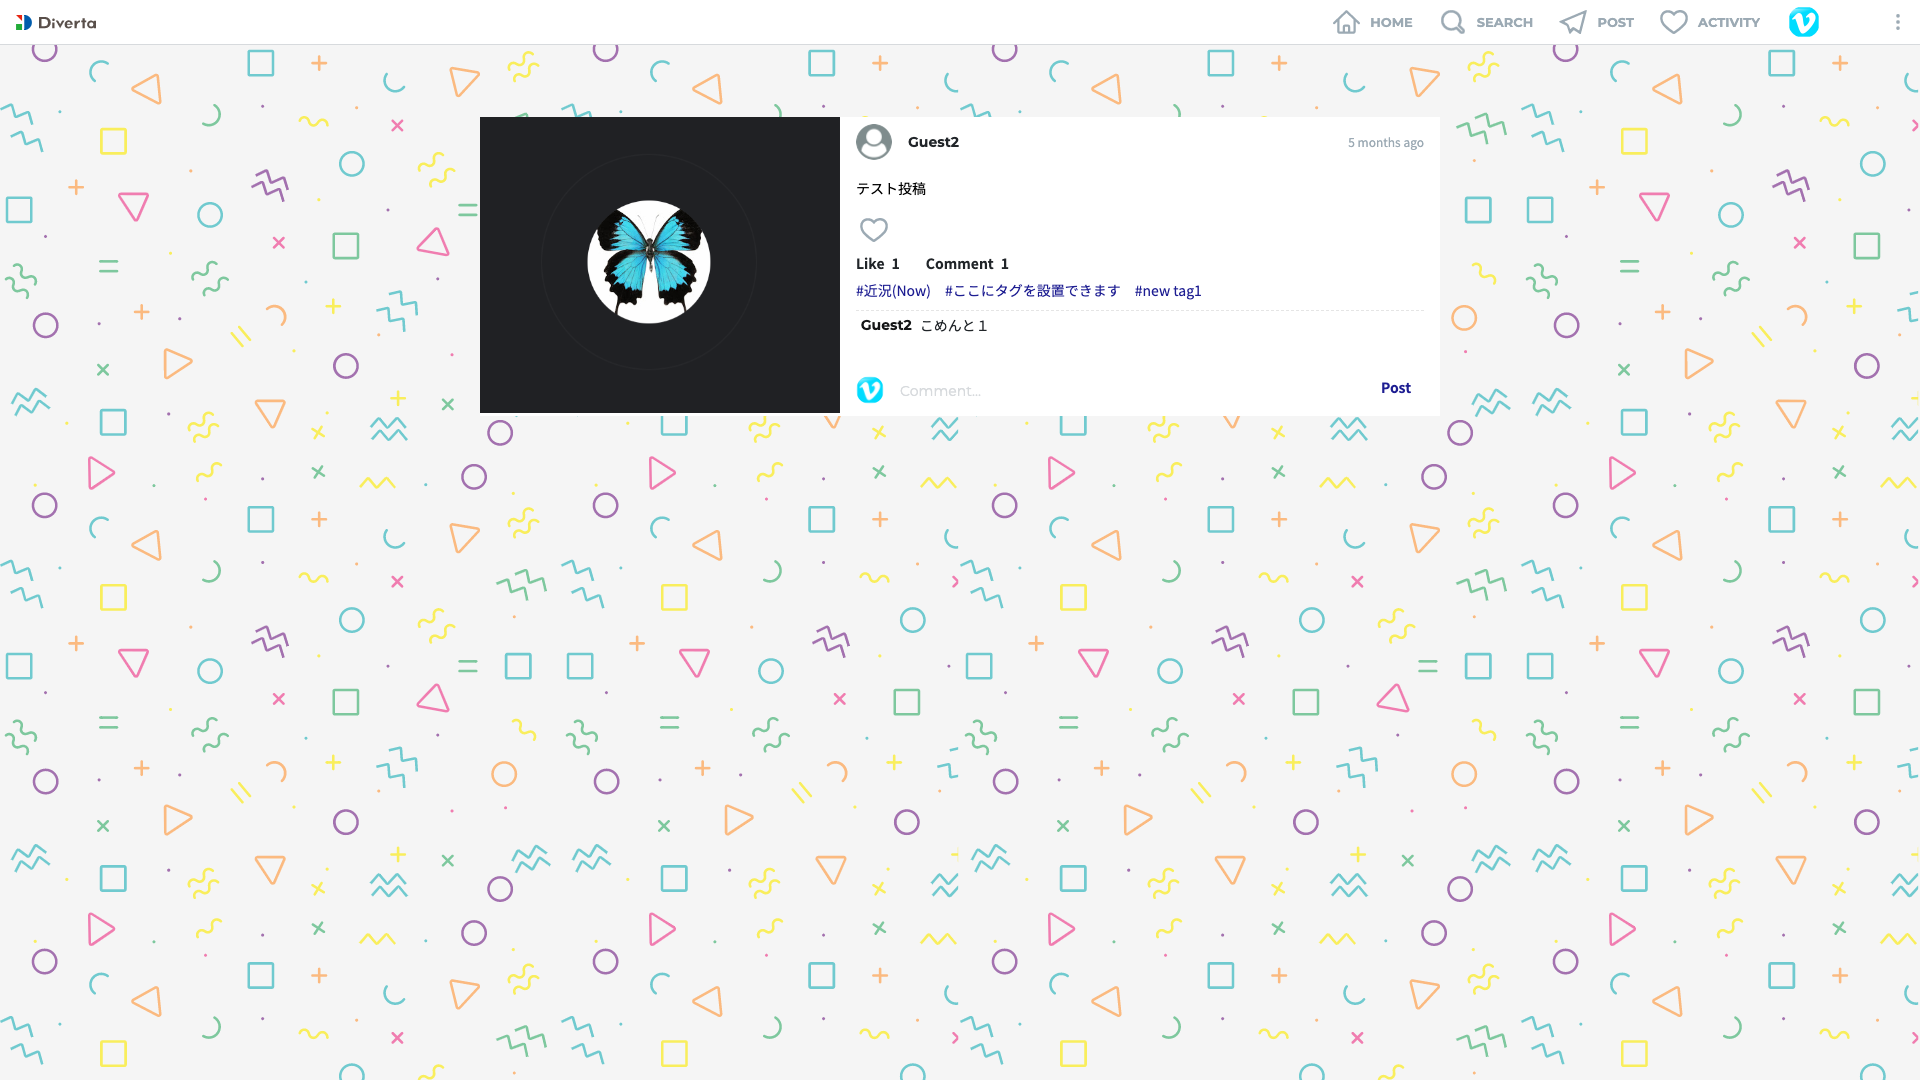 Diverta
HOME SEARCH POST ACTIVITY
Guest2 5 months ago
テスト投稿
Like 1 Comment 1
#近況(Now) #ここにタグを設置できます #new tag1
Guest2 こめんと１
Comment... Post